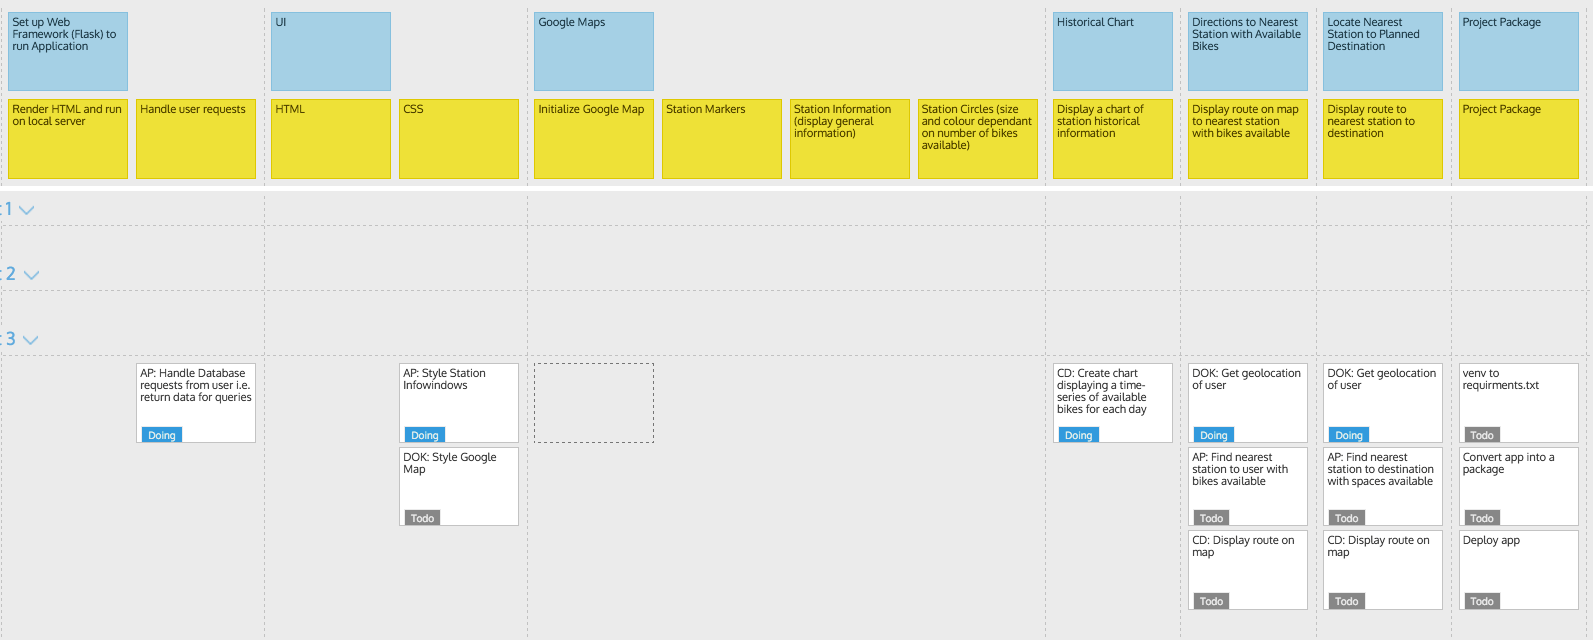 Set up Web
Framework (Flask) to
run Application
UI
Google Maps
Historical Chart
Directions to Nearest
Station with Available
Bikes
Locate Nearest
Station to Planned
Destination
Project Package
Render HTML and run
on local server
Handle user requests
HTML
CSS
Initialize Google Map
Station Markers
Station Information
(display general
information)
Station Circles (size
and colour dependant
on number of bikes
available)
Display a chart of
station historical
information
Display route on map
to nearest station
with bikes available
Display route to
nearest station to
destination
Project Package
t 1
t 2
t 3
AP: Handle Database
requests from user i.e.
return data for queries
Doing
AP: Style Station
Infowindows
Doing
CD: Create chart
displaying a time-
series of available
bikes for each day
Doing
DOK: Get geolocation
of user
Doing
DOK: Get geolocation
of user
Doing
venv to
requirments.txt
Todo
DOK: Style Google
Map
Todo
AP: Find nearest
station to user with
bikes available
Todo
AP: Find nearest
station to destination
with spaces available
Todo
Convert app into a
package
Todo
CD: Display route on
map
Todo
CD: Display route on
map
Todo
Deploy app
Todo